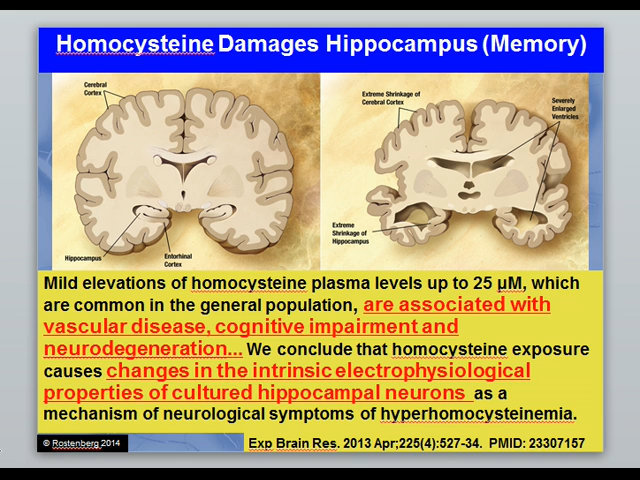 Homocysteine Damages Hippocampus (Memory)
Cerebral
Cortex
Hippocampus
Entorhinal
Cortex
Extreme Shrinkage of
Cerebral Cortex
Severely
Enlarged
Ventricles
Extreme
Shrinkage of
Hippocampus
Mild elevations of homocysteine plasma levels up to 25 µM, which
are common in the general population, are associated with
vascular disease, cognitive impairment and
neurodegeneration... We conclude that homocysteine exposure
causes changes in the intrinsic electrophysiological
properties of cultured hippocampal neurons as a
mechanism of neurological symptoms of hyperhomocysteinemia.
© Rostenberg 2014
Exp Brain Res. 2013 Apr;225(4):527-34. PMID: 23307157